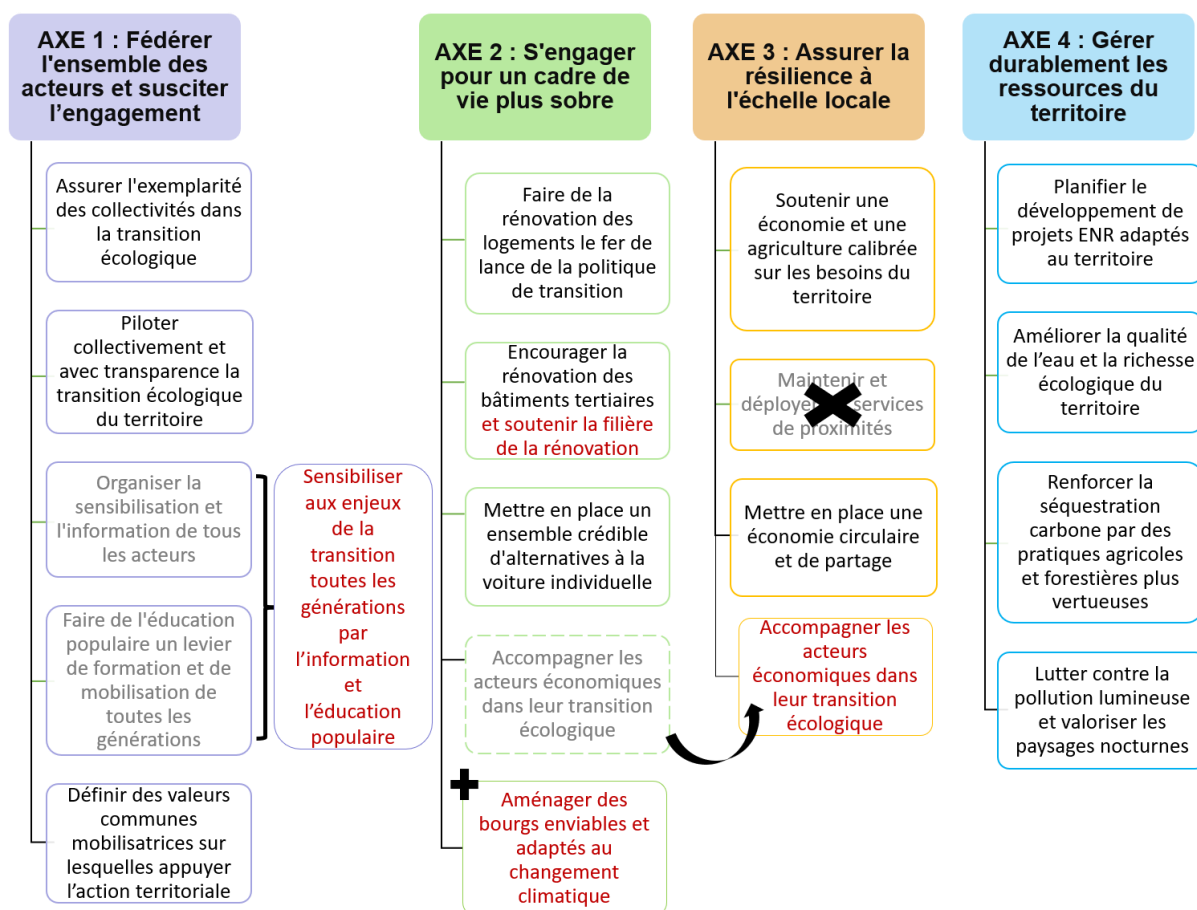 AXE 1 : Fédérer
l'ensemble des
acteurs et susciter
l’engagement
Assurer l'exemplarité
des collectivités dans
la transition
écologique
Piloter
collectivement et
avec transparence la
transition écologique
du territoire
Organiser la
sensibilisation et
l'information de tous
les acteurs
Faire de l'éducation
populaire un levier
de formation et de
mobilisation de
toutes les
générations
Sensibiliser
aux enjeux
de la
transition
toutes les
générations
par
l’information
et
l’éducation
populaire
Définir des valeurs
communes
mobilisatrices sur
lesquelles appuyer
l’action territoriale
AXE 2 : S'engager
pour un cadre de
vie plus sobre
Faire de la
rénovation des
logements le fer de
lance de la politique
de transition
Encourager la
rénovation des
bâtiments tertiaires
et soutenir la filière
de la rénovation
Mettre en place un
ensemble crédible
d'alternatives à la
voiture individuelle
Accompagner les
acteurs économiques
dans leur transition
écologique
Aménager des
bourgs enviables et
adaptés au
changement
climatique
AXE 3 : Assurer la
résilience à
l'échelle locale
Soutenir une
économie et une
agriculture calibrée
sur les besoins du
territoire
Maintenir et
déployer services
de proximités
Mettre en place une
économie circulaire
et de partage
Accompagner les
acteurs
économiques dans
leur transition
écologique
AXE 4 : Gérer
durablement les
ressources du
territoire
Planifier le
développement de
projets ENR adaptés
au territoire
Améliorer la qualité
de l’eau et la richesse
écologique du
territoire
Renforcer la
séquestration
carbone par des
pratiques agricoles
et forestières plus
vertueuses
Lutter contre la
pollution lumineuse
et valoriser les
paysages nocturnes